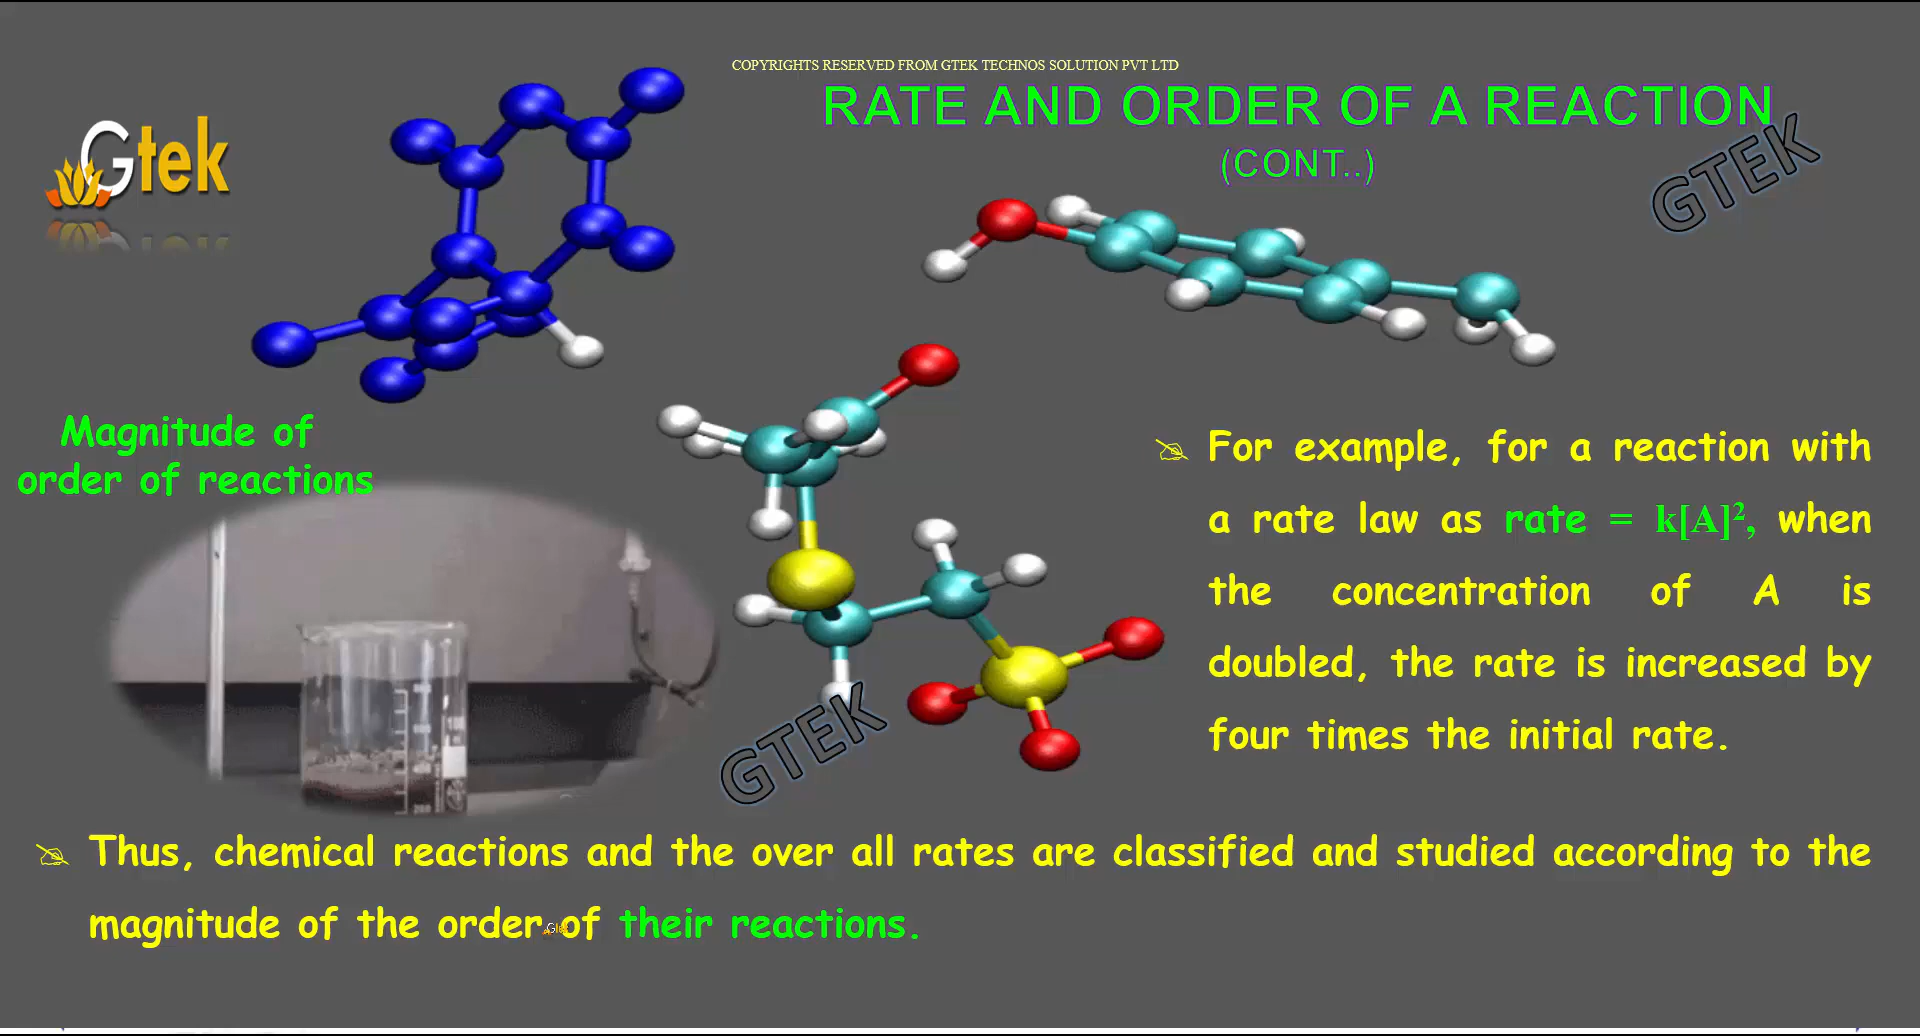 COPYRIGHTS RESERVED FROM GTEK TECHNOS SOLUTION PVT LTD
RATE AND ORDER OF A REACTION
(CONT..)
Gtek
GTEK
Magnitude of
order of reactions
For example, for a reaction with
a rate law as rate = k[A]², when
the concentration of A is
doubled, the rate is increased by
four times the initial rate.
GTEK
Thus, chemical reactions and the over all rates are classified and studied according to the
magnitude of the order of their reactions.